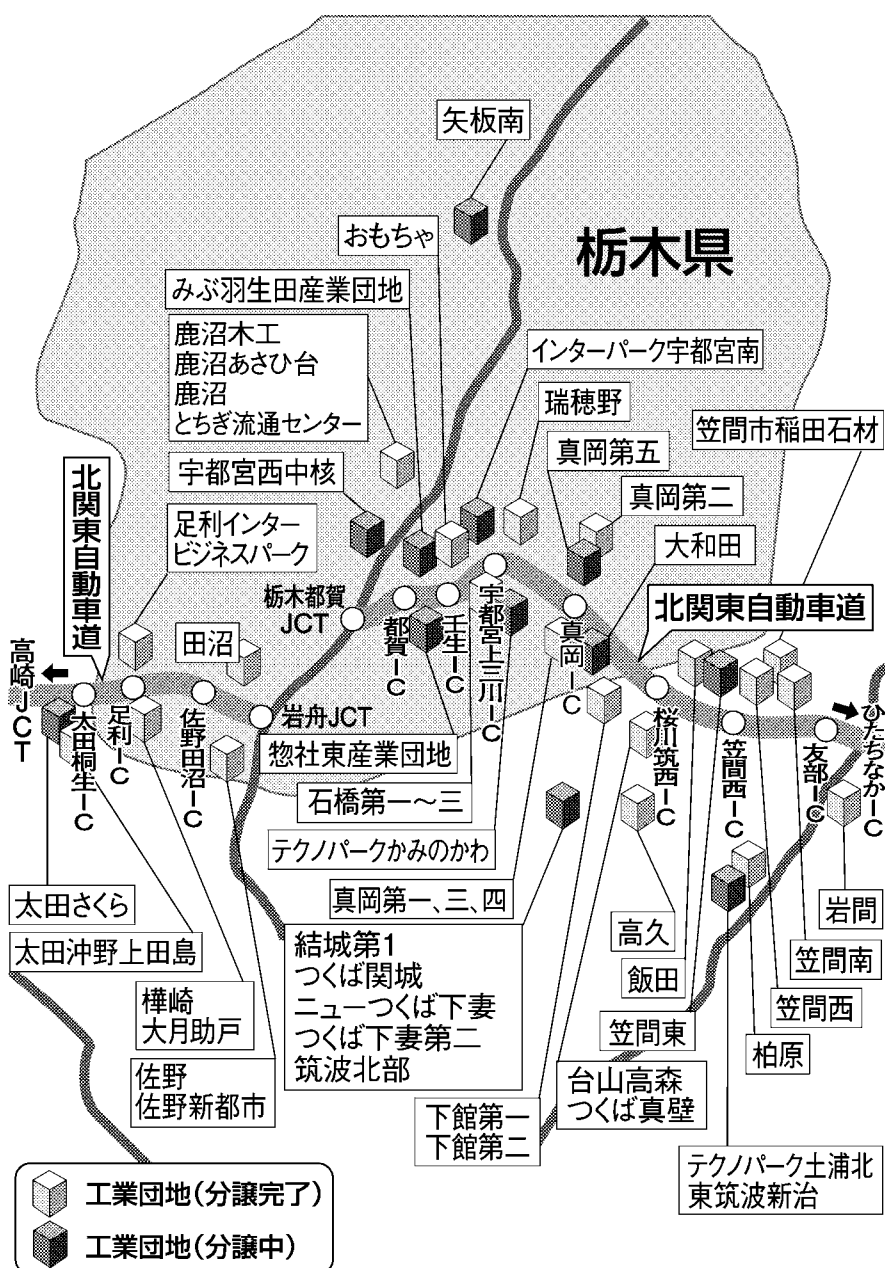 矢板南
おもちゃ
栃木県
みぶ羽生田産業団地
鹿沼木工
鹿沼あさひ台
鹿沼
とちぎ流通センター
インターパーク宇都宮南
瑞穂野
笠間市稲田石材
真岡第五
宇都宮西中核
真岡第二
北関東自動車道
足利インター
ビジネスパーク
大和田
栃木都賀
JCT
北関東自動車道
田沼
高崎JCT
太田桐生IC
足利IC
佐野田沼IC
岩舟JCT
都賀IC
壬生IC
宇都宮上三川IC
真岡IC
桜川筑西IC
笠間西IC
友部IC
ひたちなかIC
惣社東産業団地
石橋第一～三
テクノパークかみのかわ
真岡第一、三、四
太田さくら
太田沖野上田島
樺崎
大月助戸
佐野
佐野新都市
結城第1
つくば関城
ニューつくば下妻
つくば下妻第二
筑波北部
高久
岩間
飯田
笠間南
笠間西
笠間東
柏原
台山高森
つくば真壁
下館第一
下館第二
テクノパーク土浦北
東筑波新治
工業団地(分譲完了)
工業団地(分譲中)